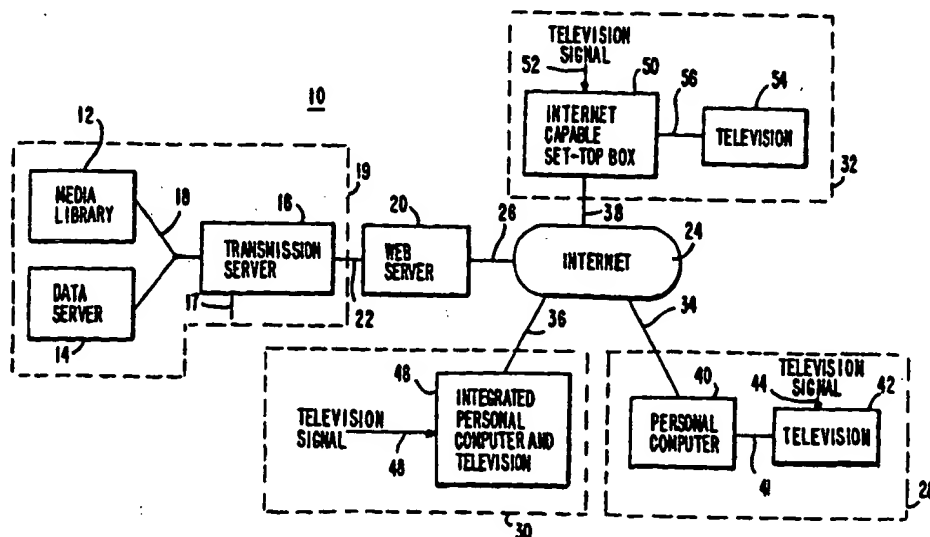 TELEVISION
SIGNAL
52
50
56
54
INTERNET
CAPABLE
SET-TOP BOX
TELEVISION
32
38
10
12
MEDIA
LIBRARY
18
19
16
TRANSMISSION
SERVER
17
DATA
SERVER
14
20
WEB
SERVER
22
26
INTERNET
24
36
34
48
INTEGRATED
PERSONAL
COMPUTER AND
TELEVISION
TELEVISION
SIGNAL
48
30
40
PERSONAL
COMPUTER
41
TELEVISION
SIGNAL
44
42
TELEVISION
28